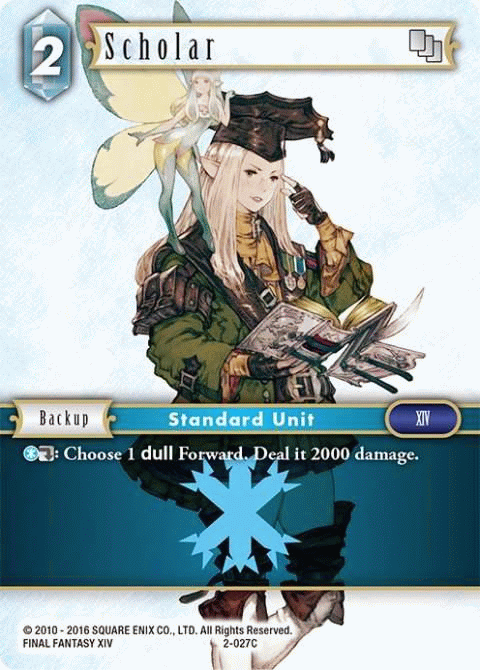 2
Scholar
Backup
Standard Unit
XIV
: Choose 1 dull Forward. Deal it 2000 damage.
© 2010 - 2016 SQUARE ENIX CO., LTD. All Rights Reserved.
FINAL FANTASY XIV
2-027C